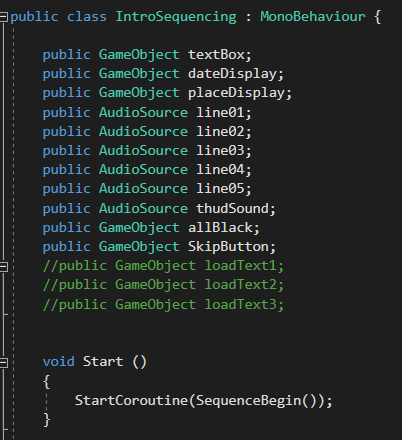 public class IntroSequencing : MonoBehaviour {
public GameObject textBox;
public GameObject dateDisplay;
public GameObject placeDisplay;
public AudioSource line01;
public AudioSource line02;
public AudioSource line03;
public AudioSource line04;
public AudioSource line05;
public AudioSource thudSound;
public GameObject allBlack;
public GameObject SkipButton;
//public GameObject loadText1;
//public GameObject loadText2;
//public GameObject loadText3;
void Start ()
{
StartCoroutine(SequenceBegin());
}